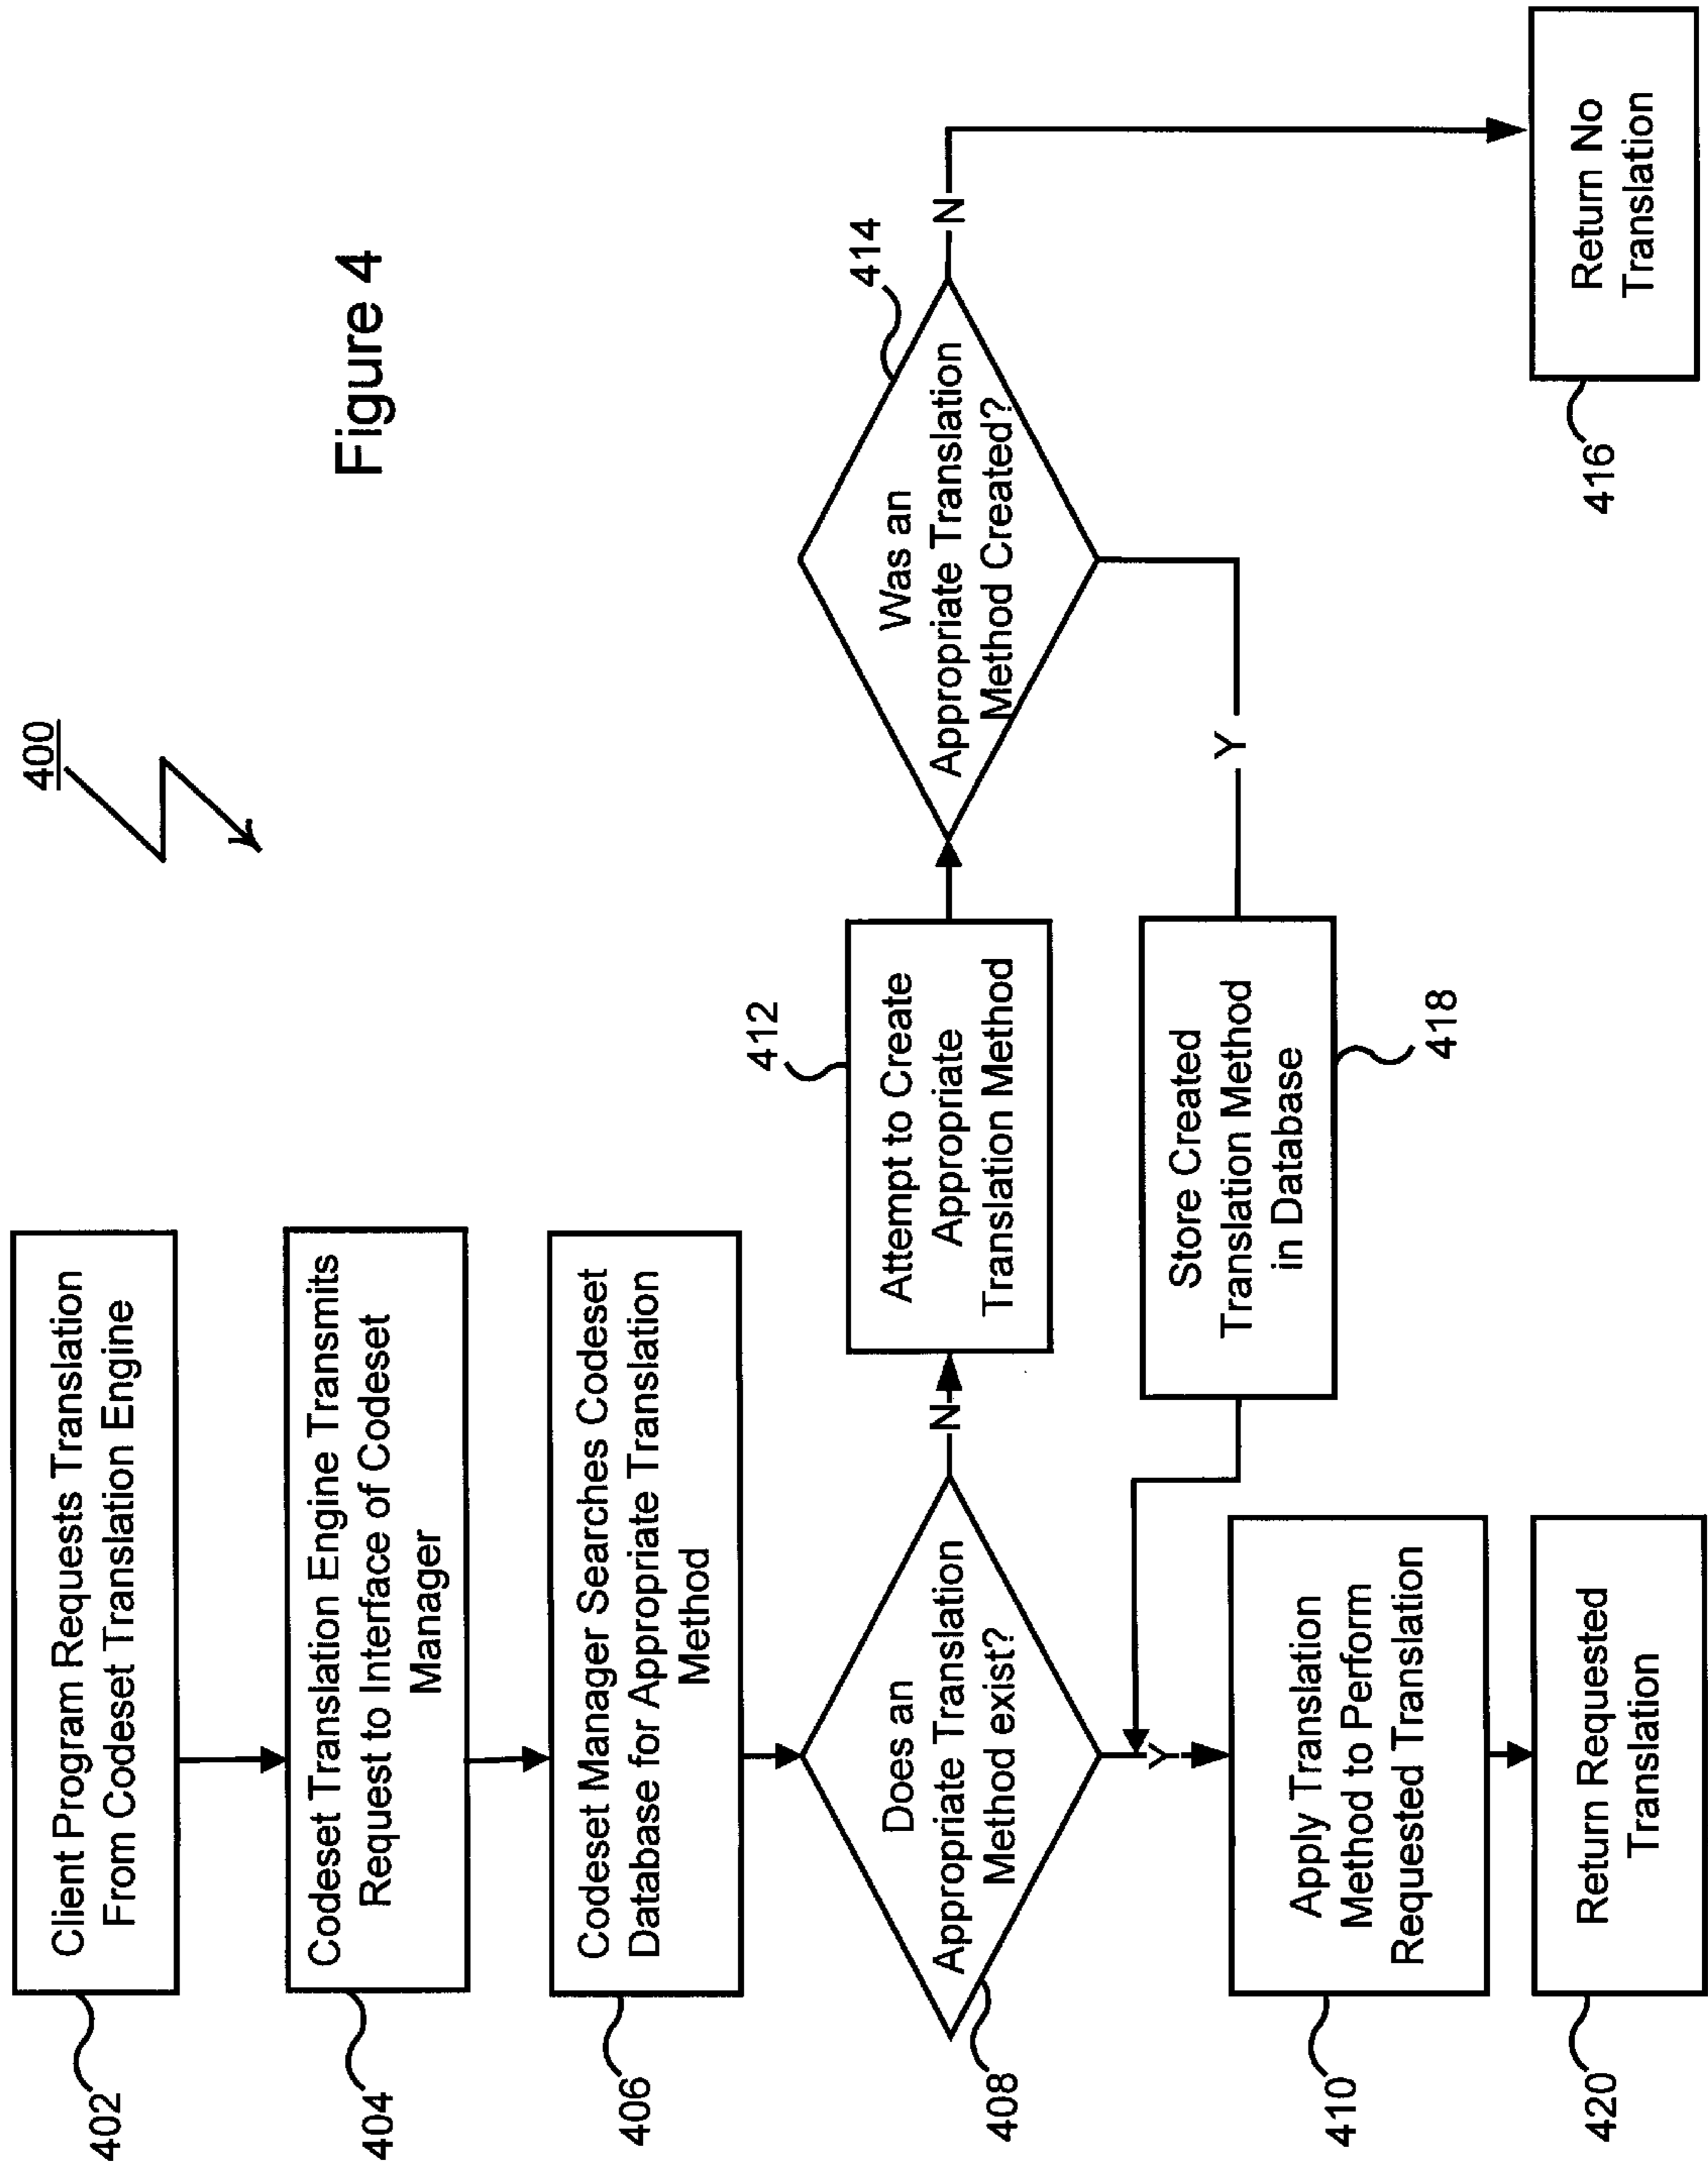 Figure 4
400
402
Client Program Requests Translation
From Codeset Translation Engine
404
Codeset Translation Engine Transmits
Request to Interface of Codeset
Manager
406
Codeset Manager Searches Codeset
Database for Appropriate Translation
Method
408
Does an
Appropriate Translation
Method exist?
N
412
Attempt to Create
Appropriate
Translation Method
414
Was an
Appropriate Translation
Method Created?
N
Y
418
Store Created
Translation Method
in Database
Y
410
Apply Translation
Method to Perform
Requested Translation
420
Return Requested
Translation
416
Return No
Translation